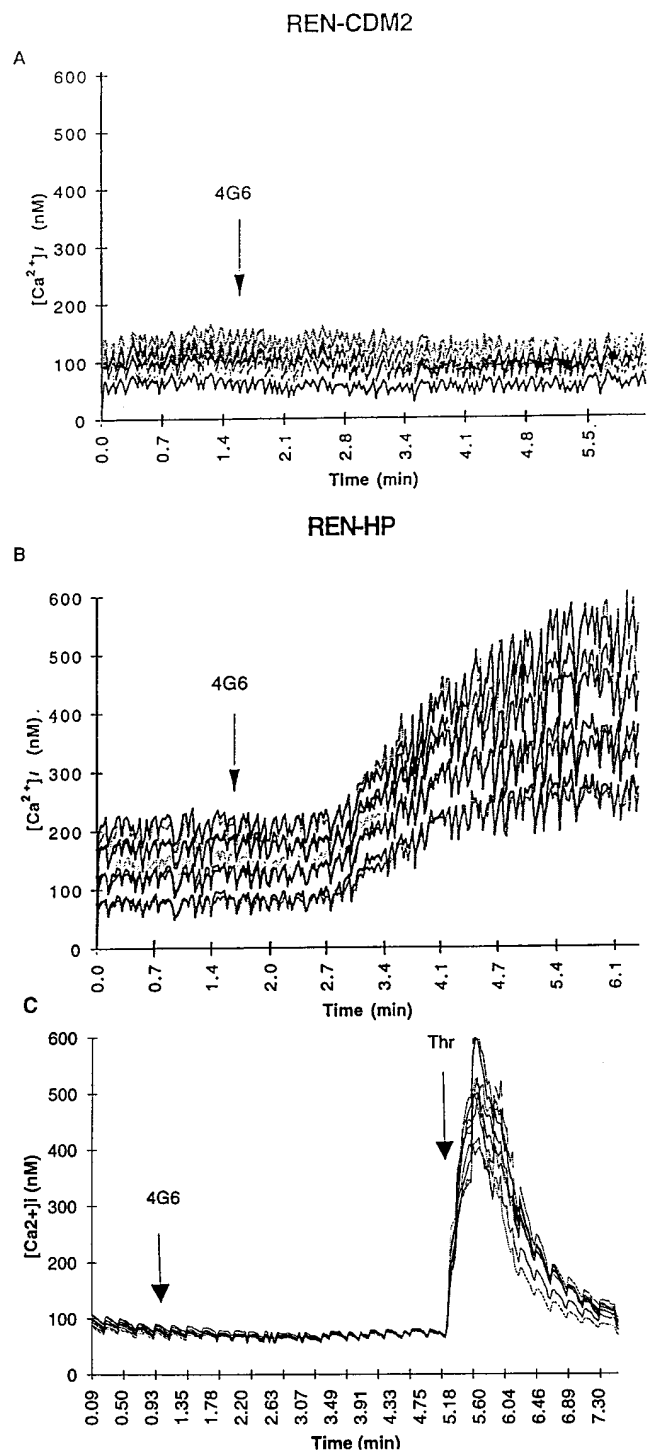 REN-CDM2
A
600
500
400
300
200
100
0
[Ca2+]i (nM)
4G6
0.0 0.7 1.4 2.1 2.8 3.4 4.1 4.8 5.5
Time (min)
REN-HP
B
600
500
400
300
200
100
0
[Ca2+]i (nM)
4G6
0.0 0.7 1.4 2.0 2.7 3.4 4.1 4.7 5.4 6.1
Time (min)
C
600
500
400
300
200
100
0
[Ca2+]i (nM)
4G6
Thr
0.09 0.50 0.93 1.35 1.78 2.20 2.63 3.07 3.49 3.91 4.33 4.75 5.18 5.60 6.04 6.46 6.89 7.30
Time (min)